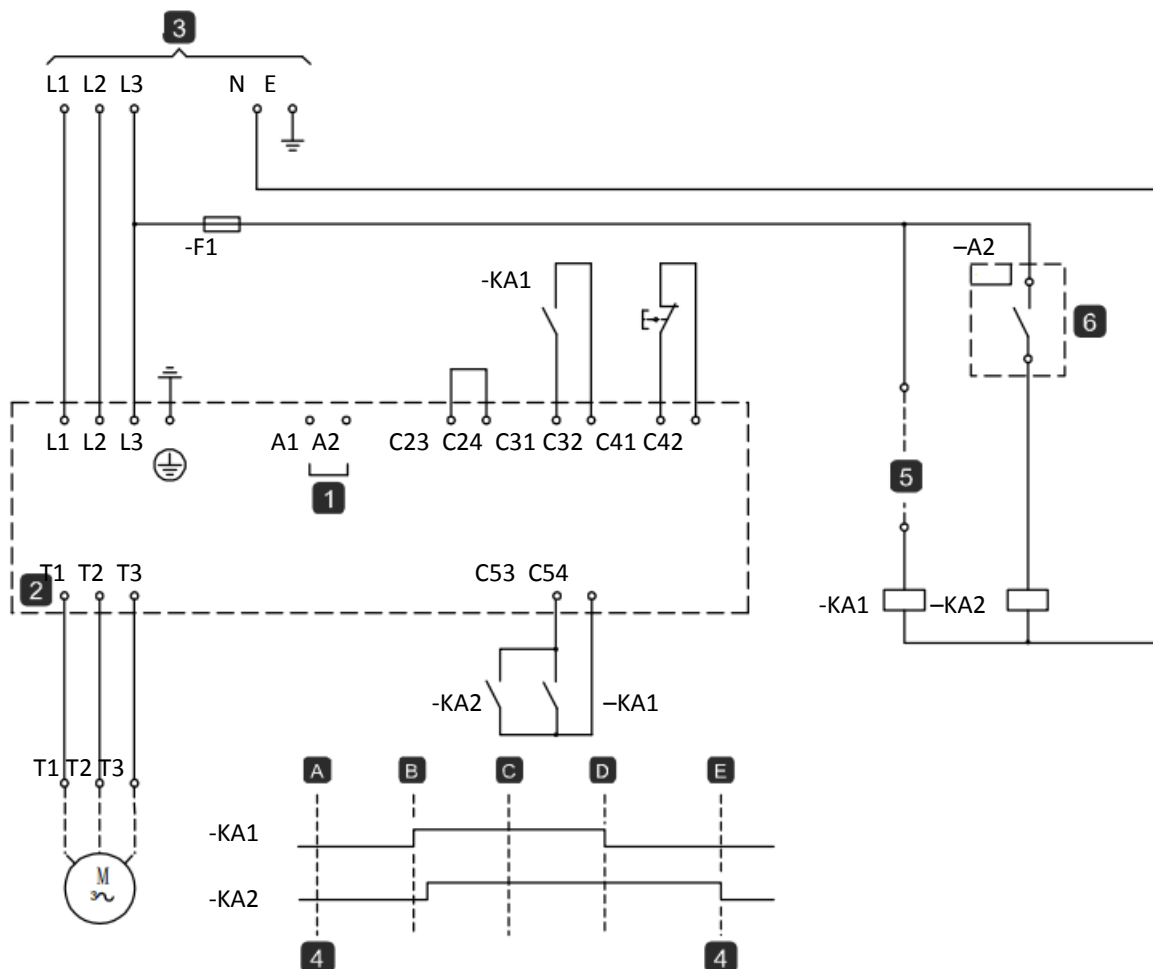 3
L1 L2 L3 N E
-F1
-A2
-KA1
6
L1 L2 L3 A1 A2 C23 C24 C31 C32 C41 C42
5
1
2 T1 T2 T3 C53 C54
-KA1 -KA2
-KA2 -KA1
T1 T2 T3
A B C D E
-KA1
M
3~
-KA2
4 4